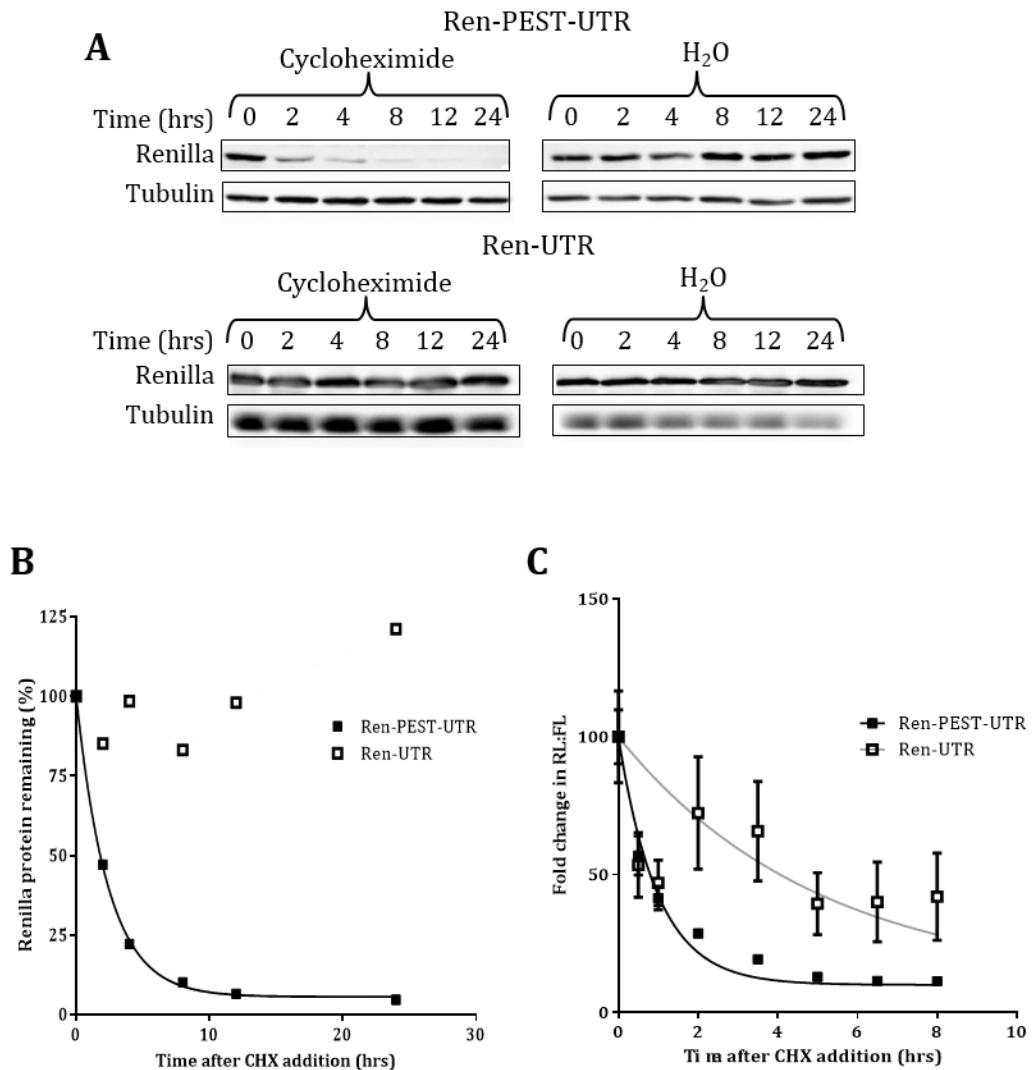 Ren-PEST-UTR
A
Cycloheximide
H₂O
Time (hrs) 0 2 4 8 12 24 0 2 4 8 12 24
Renilla
Tubulin
Ren-UTR
Cycloheximide
H₂O
Time (hrs) 0 2 4 8 12 24 0 2 4 8 12 24
Renilla
Tubulin
B
Renilla protein remaining (%)
125
100
75
50
25
0
0 10 20 30
Time after CHX addition (hrs)
Ren-PEST-UTR
Ren-UTR
C
Fold change in RL:FL
150
100
50
0
0 2 4 6 8 10
Tim after CHX addition (hrs)
Ren-PEST-UTR
Ren-UTR